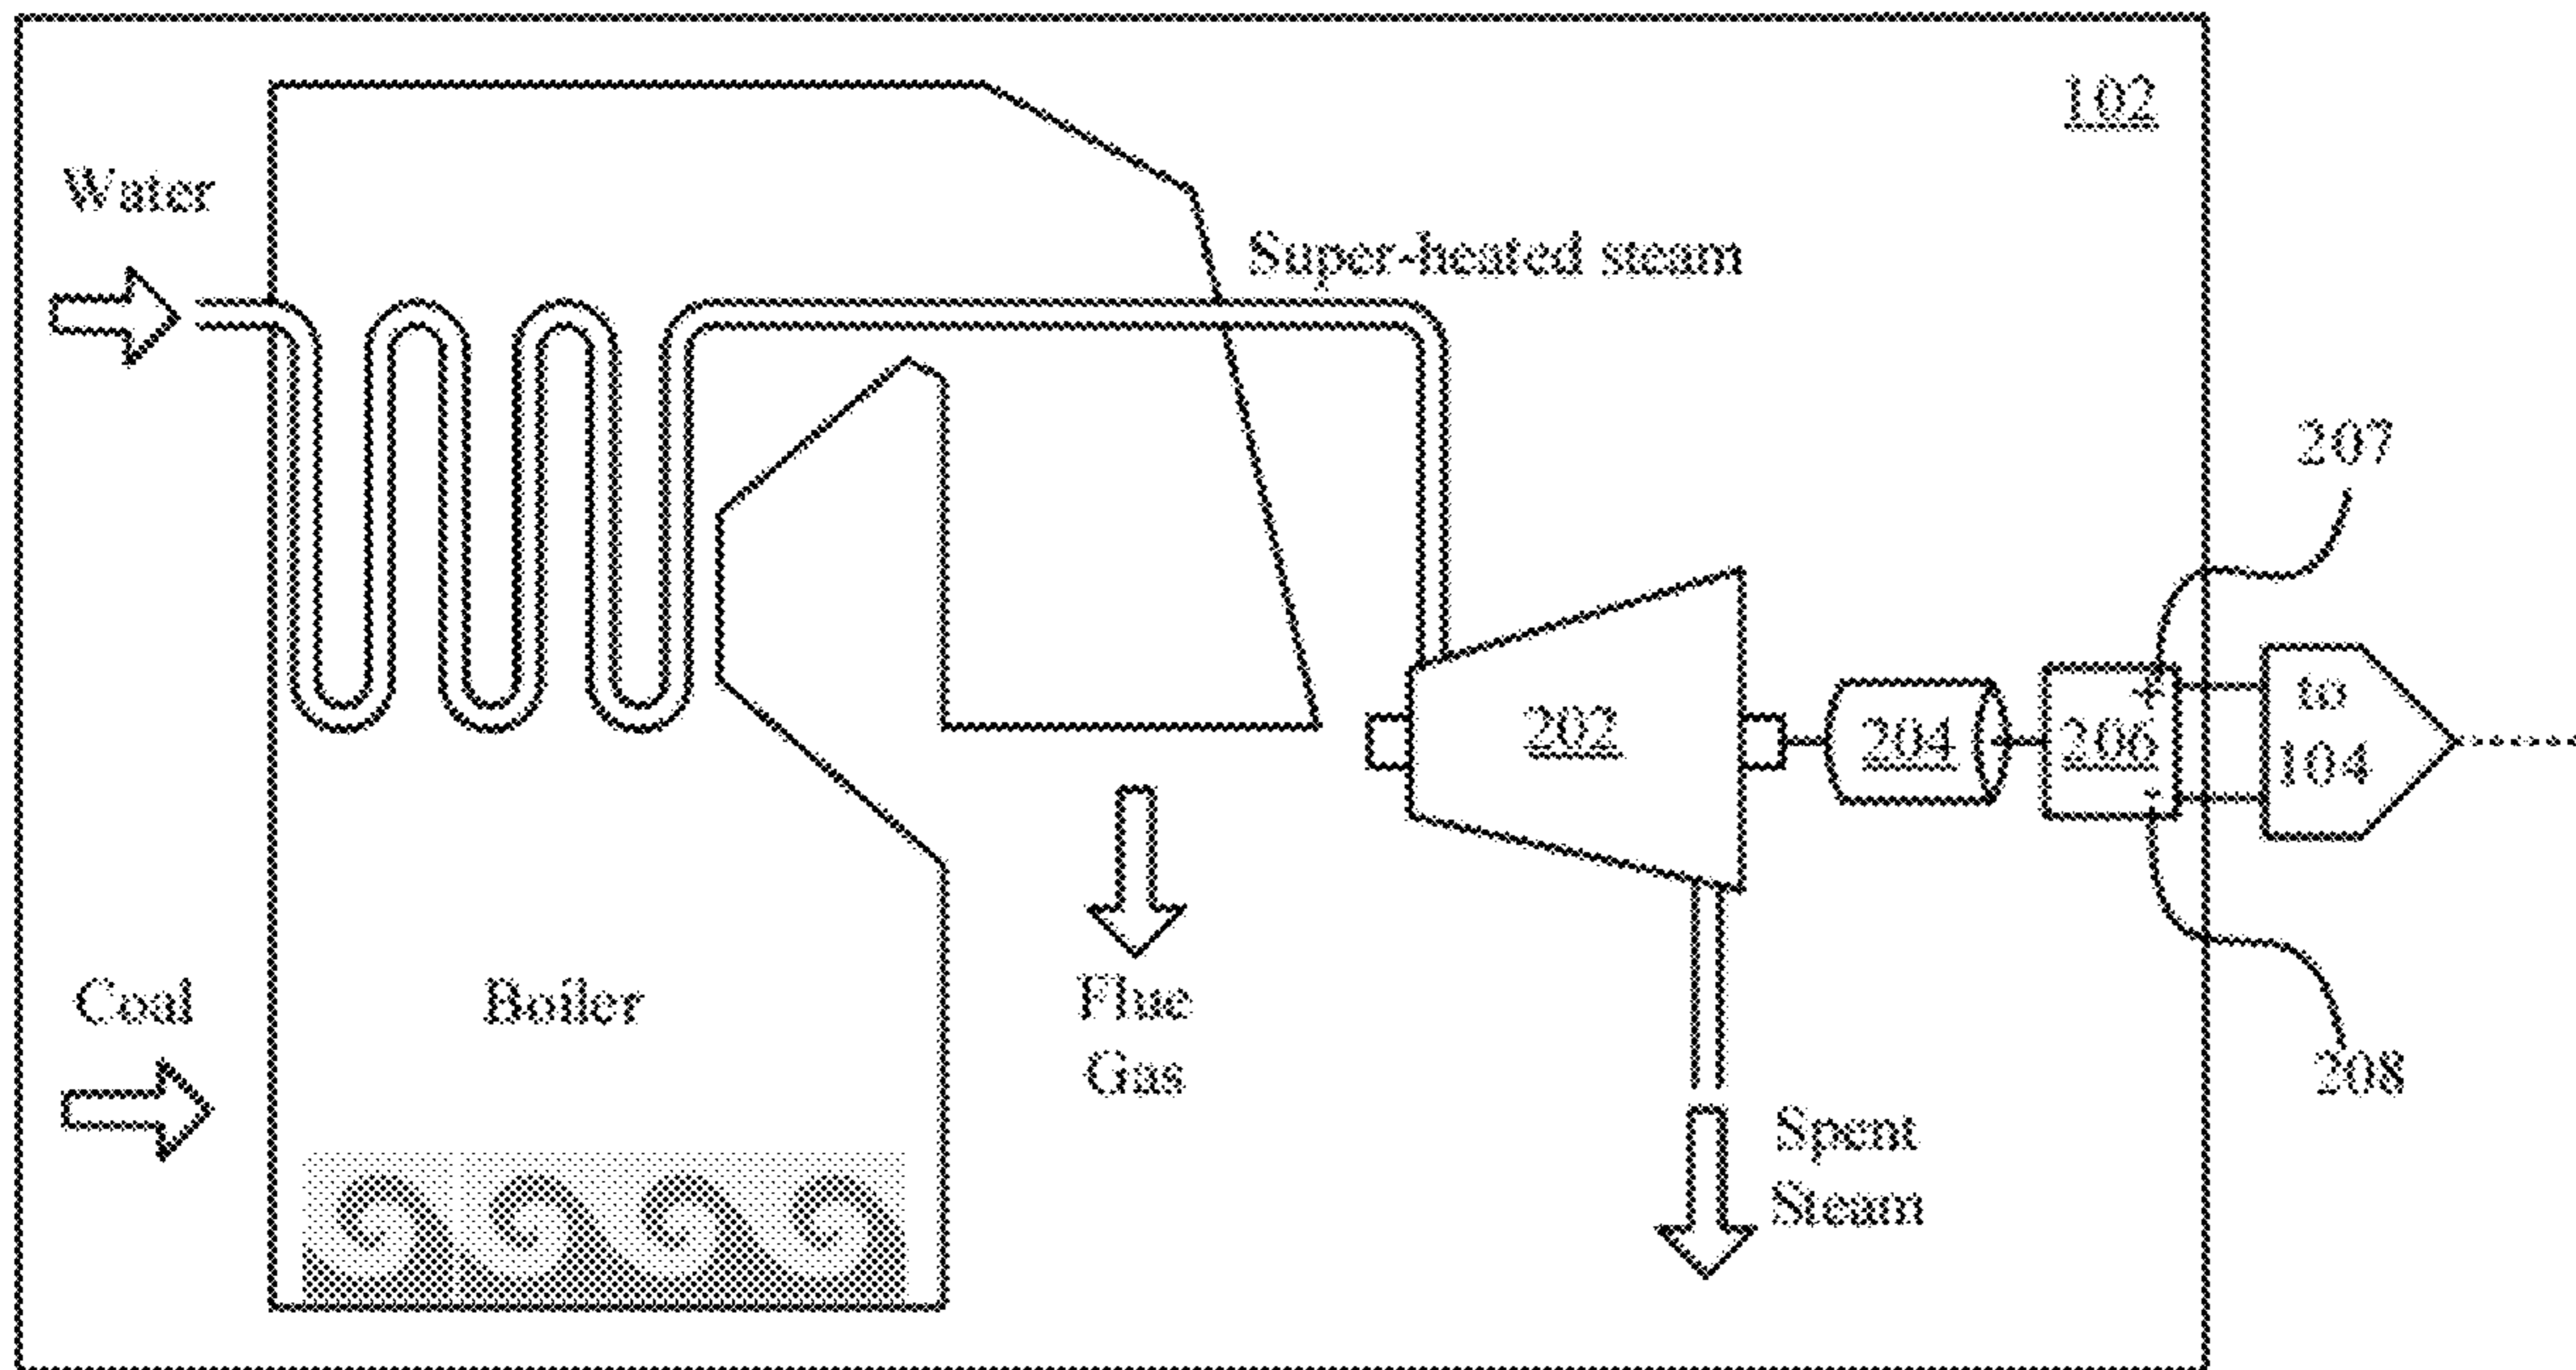 102
Water
Super-heated steam
207
202
204
+
206
-
to
104
Coal
Boiler
Flue
Gas
208
Spent
Steam